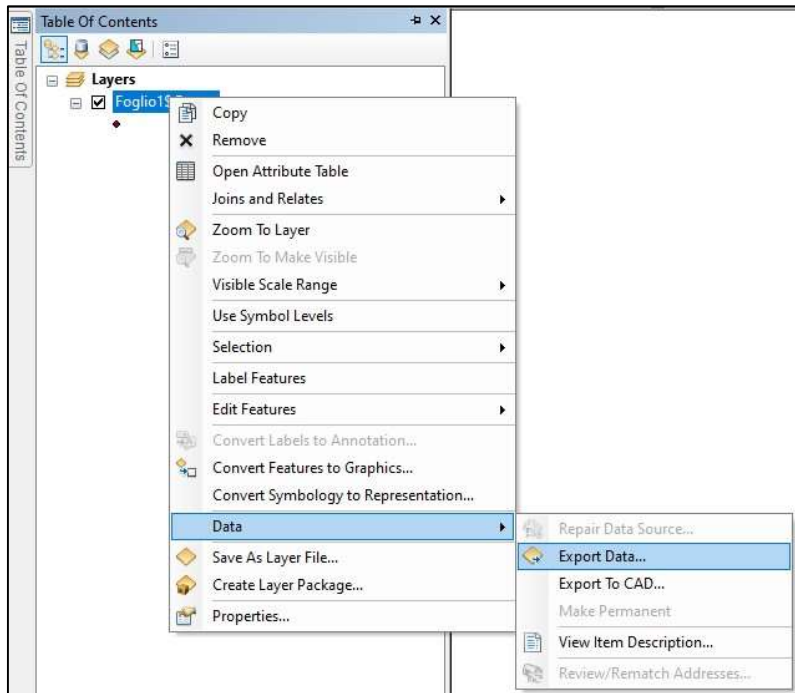 Table Of Contents
Table Of Contents
Layers
Foglio1$
Copy
Remove
Open Attribute Table
Joins and Relates
Zoom To Layer
Zoom To Make Visible
Visible Scale Range
Use Symbol Levels
Selection
Label Features
Edit Features
Convert Labels to Annotation...
Convert Features to Graphics...
Convert Symbology to Representation...
Data
Save As Layer File...
Create Layer Package...
Properties...
Repair Data Source...
Export Data...
Export To CAD...
Make Permanent
View Item Description...
Review/Rematch Addresses...